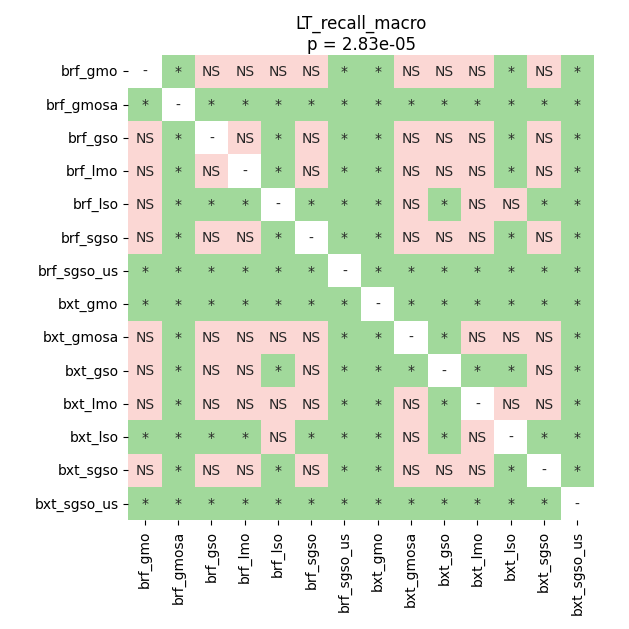 LT_recall_macro
p = 2.83e-05
brf_gmo - * NS NS NS NS * * NS NS NS * NS *
brf_gmosa * - * * * * * * * * * * * *
brf_gso NS * - NS * NS * * NS NS NS * NS *
brf_lmo NS * NS - * NS * * NS NS NS * NS *
brf_lso NS * * * - * * * NS * NS NS * *
brf_sgso NS * NS NS * - * * NS NS NS * NS *
brf_sgso_us * * * * * * - * * * * * * *
bxt_gmo * * * * * * * - * * * * * *
bxt_gmosa NS * NS NS NS NS * * - * NS NS NS *
bxt_gso NS * NS NS * NS * * * - * * NS *
bxt_lmo NS * NS NS NS NS * * NS * - NS NS *
bxt_lso * * * * NS * * * NS * NS - * *
bxt_sgso NS * NS NS * NS * * NS NS NS * - *
bxt_sgso_us * * * * * * * * * * * * * -
brf_gmo brf_gmosa brf_gso brf_lmo brf_lso brf_sgso brf_sgso_us bxt_gmo bxt_gmosa bxt_gso bxt_lmo bxt_lso bxt_sgso bxt_sgso_us